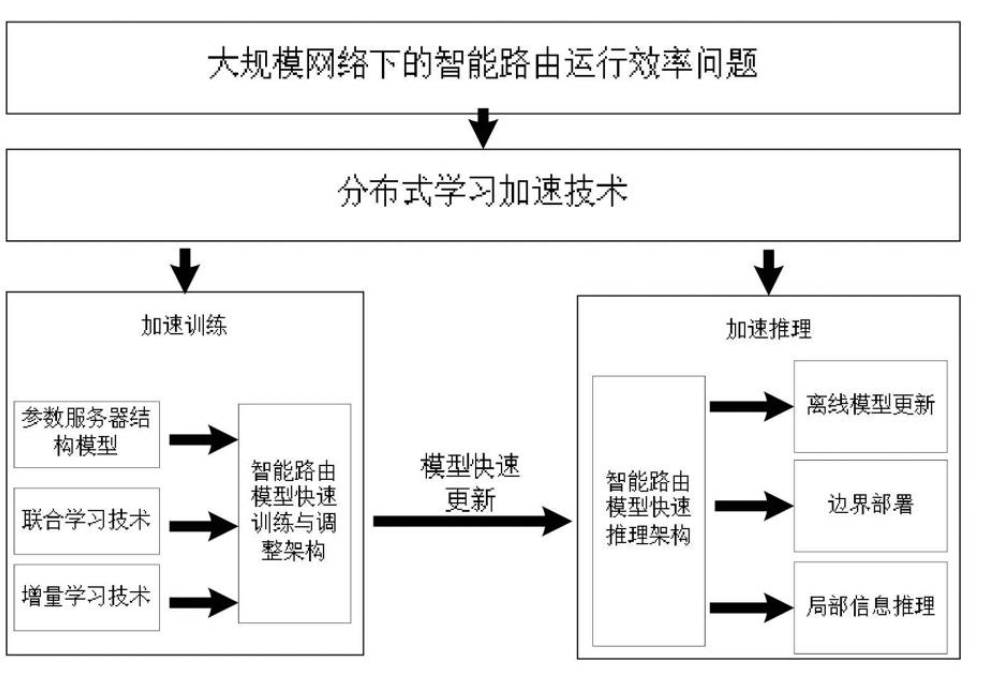 大规模网络下的智能路由运行效率问题
分布式学习加速技术
加速训练
参数服务器结
构模型
联合学习技术
增量学习技术
智能路由
模型快速
训练与调
整架构
模型快速
更新
加速推理
智能路由
模型快速
推理架构
离线模型更新
边界部署
局部信息推理